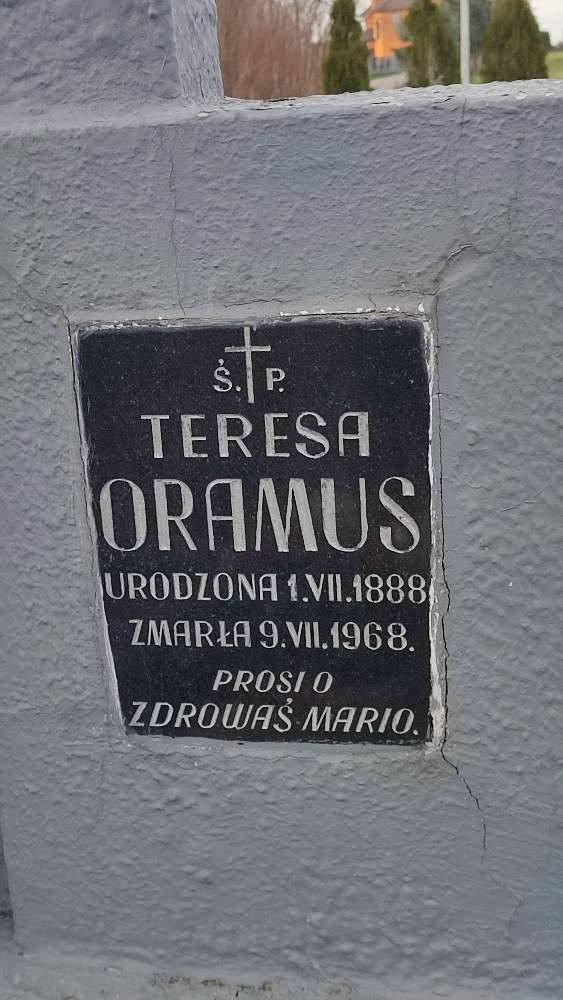 Ś. P.
TERESA
ORAMUS
URODZONA 1.VII.1888
ZMARŁA 9.VII.1968.
PROSI O
ZDROWAŚ MARIO.